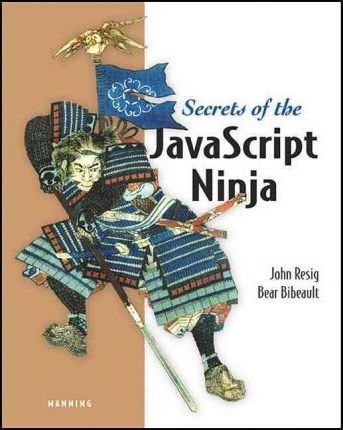 Secrets of the
JavaScript
Ninja
John Resig
Bear Bibeault
MANNING